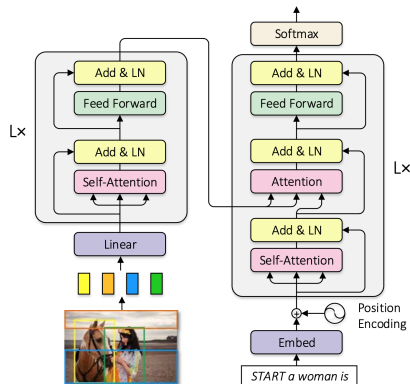 Add & LN
Feed Forward
Add & LN
Self-Attention
L×
Linear
Softmax
Add & LN
Feed Forward
Add & LN
Attention
L×
Add & LN
Self-Attention
Position
Encoding
Embed
START a woman is